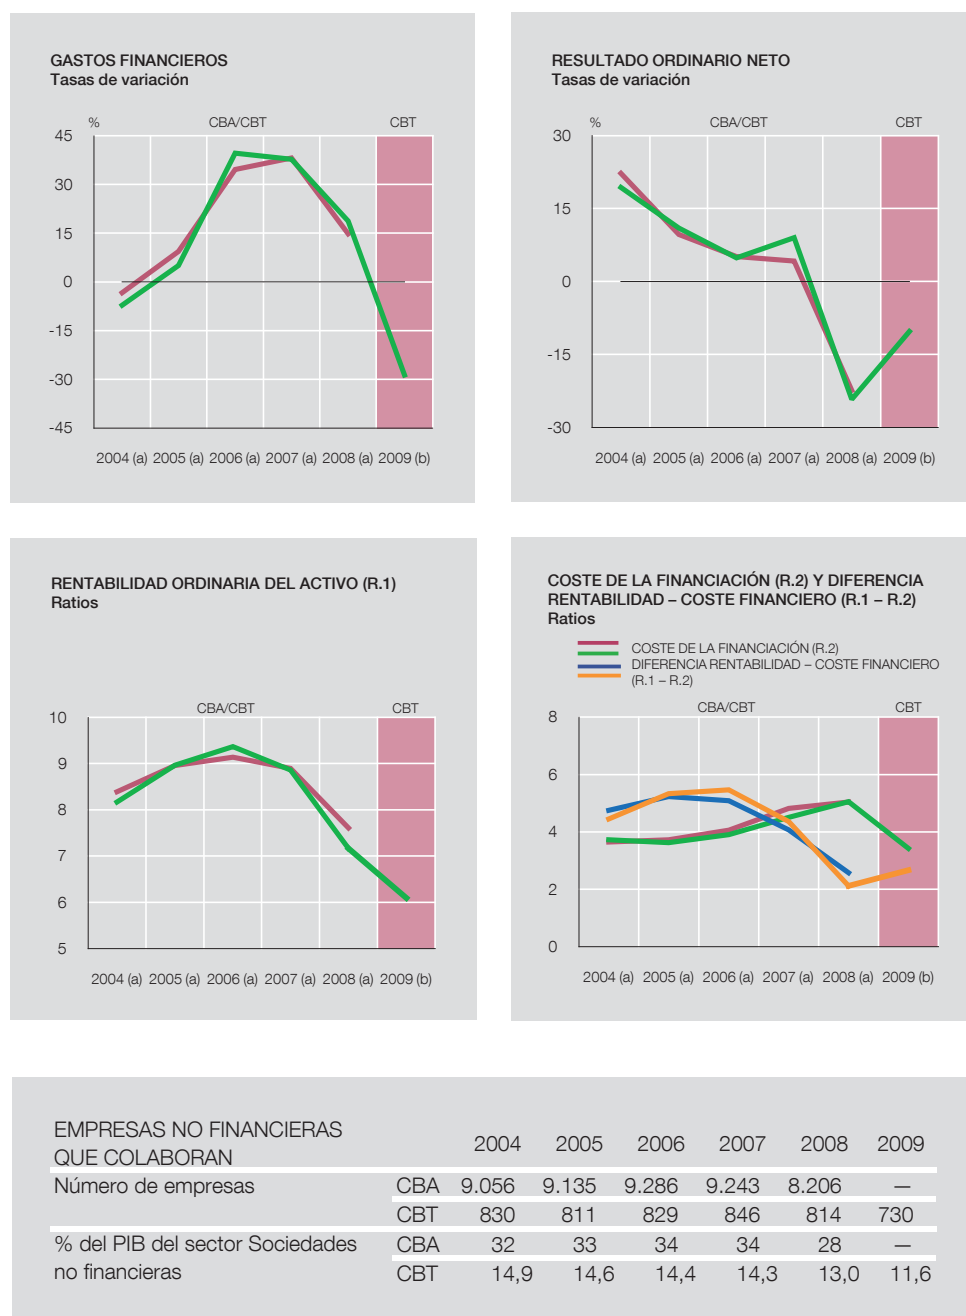 GASTOS FINANCIEROS
Tasas de variación
%
CBA/CBT
CBT
45
30
15
0
-15
-30
-45
2004 (a) 2005 (a) 2006 (a) 2007 (a) 2008 (a) 2009 (b)
RESULTADO ORDINARIO NETO
Tasas de variación
%
CBA/CBT
CBT
30
15
0
-15
-30
2004 (a) 2005 (a) 2006 (a) 2007 (a) 2008 (a) 2009 (b)
RENTABILIDAD ORDINARIA DEL ACTIVO (R.1)
Ratios
CBA/CBT
CBT
10
9
8
7
6
5
2004 (a) 2005 (a) 2006 (a) 2007 (a) 2008 (a) 2009 (b)
COSTE DE LA FINANCIACIÓN (R.2) Y DIFERENCIA
RENTABILIDAD – COSTE FINANCIERO (R.1 – R.2)
Ratios
COSTE DE LA FINANCIACIÓN (R.2)
DIFERENCIA RENTABILIDAD – COSTE FINANCIERO
(R.1 – R.2)
CBA/CBT
CBT
8
6
4
2
0
2004 (a) 2005 (a) 2006 (a) 2007 (a) 2008 (a) 2009 (b)
EMPRESAS NO FINANCIERAS
QUE COLABORAN
2004 2005 2006 2007 2008 2009
Número de empresas CBA 9.056 9.135 9.286 9.243 8.206 —
CBT 830 811 829 846 814 730
% del PIB del sector Sociedades CBA 32 33 34 34 28 —
no financieras CBT 14,9 14,6 14,4 14,3 13,0 11,6